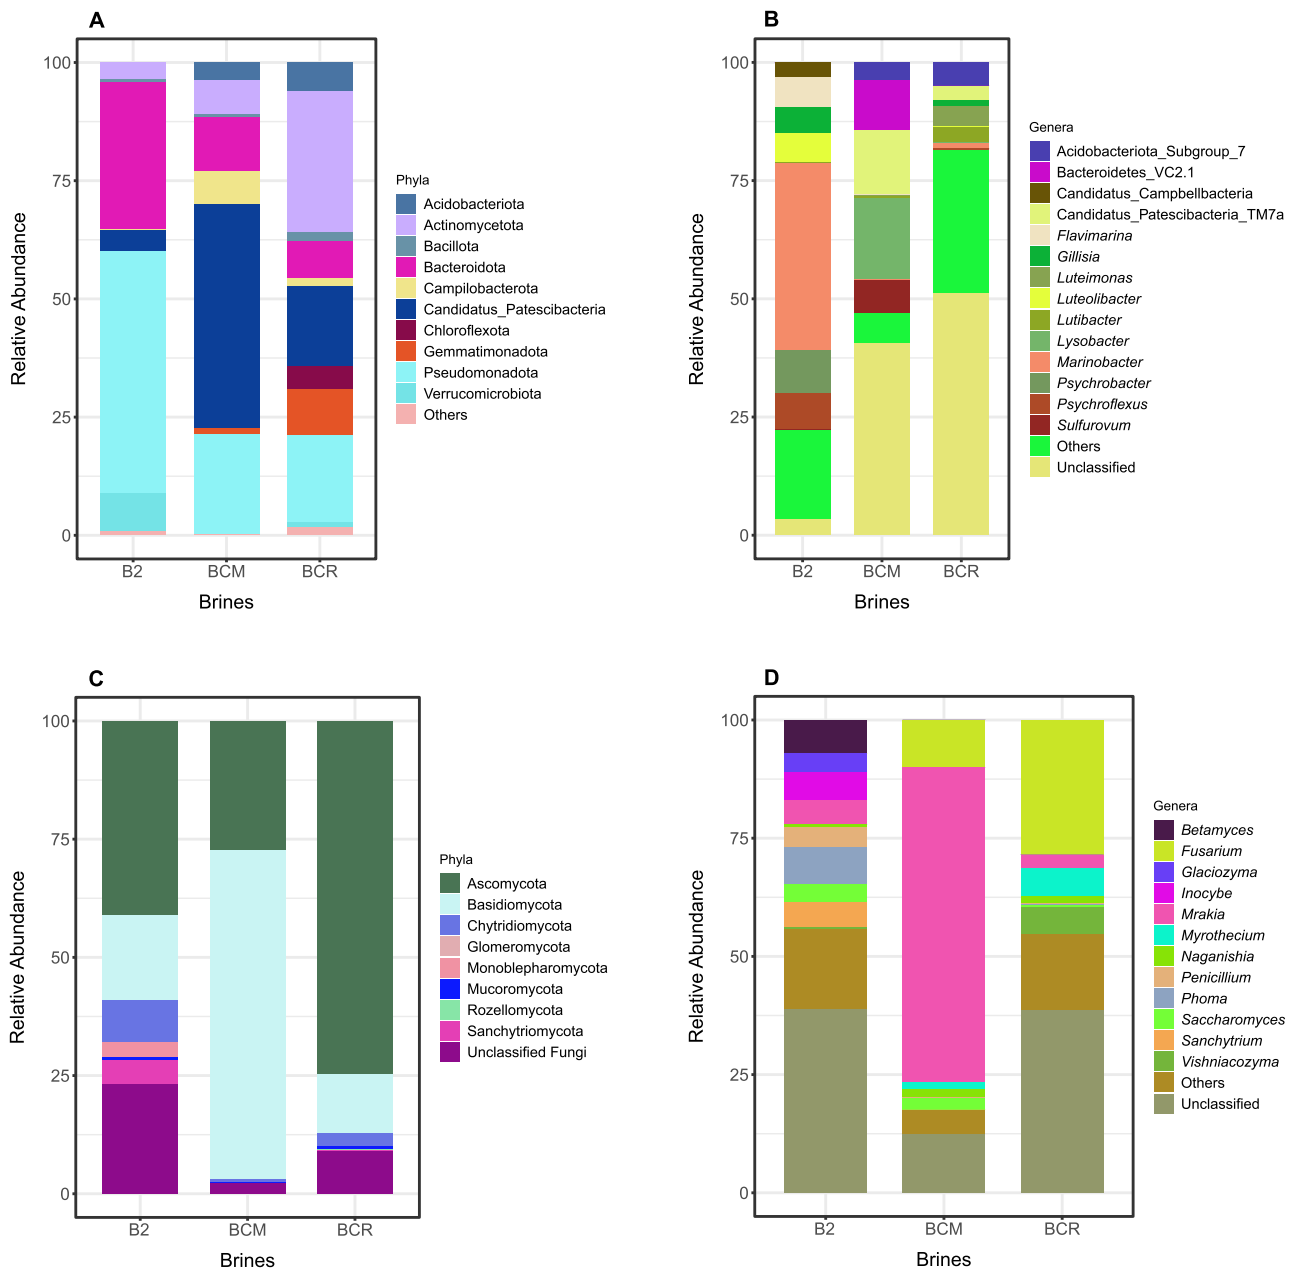 A
100
75
50
25
0
Relative Abundance
B2 BCM BCR
Brines
Phyla
Acidobacteriota
Actinomycetota
Bacillota
Bacteroidota
Campilobacterota
Candidatus_Patescibacteria
Chloroflexota
Gemmatimonadota
Pseudomonadota
Verrucomicrobiota
Others
B
100
75
50
25
0
Relative Abundance
B2 BCM BCR
Brines
Genera
Acidobacteriota_Subgroup_7
Bacteroidetes_VC2.1
Candidatus_Campbellbacteria
Candidatus_Patescibacteria_TM7a
Flavimarina
Gillisia
Luteimonas
Luteolibacter
Lutibacter
Lysobacter
Marinobacter
Psychrobacter
Psychroflexus
Sulfurovum
Others
Unclassified
C
100
75
50
25
0
Relative Abundance
B2 BCM BCR
Brines
Phyla
Ascomycota
Basidiomycota
Chytridiomycota
Glomeromycota
Monoblepharomycota
Mucoromycota
Rozellomycota
Sanchytriomycota
Unclassified Fungi
D
100
75
50
25
0
Relative Abundance
B2 BCM BCR
Brines
Genera
Betamyces
Fusarium
Glaciozyma
Inocybe
Mrakia
Myrothecium
Naganishia
Penicillium
Phoma
Saccharomyces
Sanchytrium
Vishniacozyma
Others
Unclassified